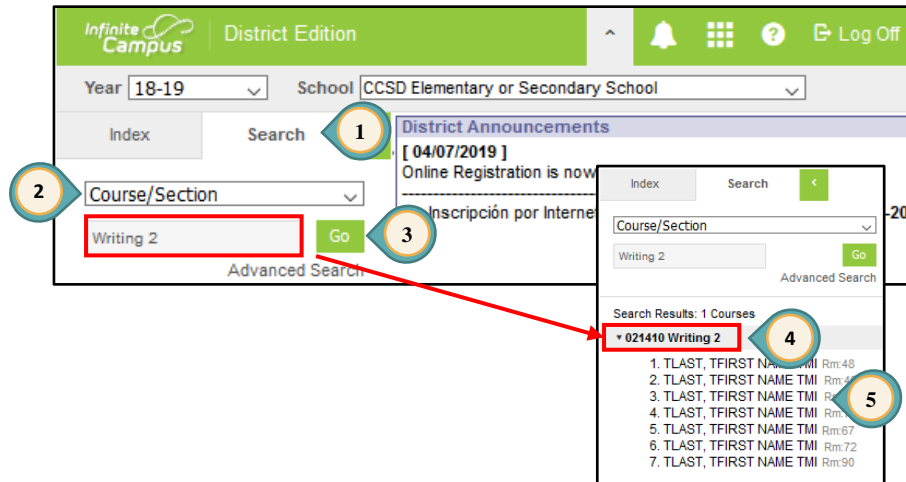 Infinite Campus District Edition Log Off
Year 18-19 School CCSD Elementary or Secondary School
Index Search 1
District Announcements
[ 04/07/2019 ]
Online Registration is now
2 Course/Section
Inscripción por Interne
Writing 2 Go 3
Advanced Search
Index Search
Course/Section
Writing 2 Go
Advanced Search
Search Results: 1 Courses
021410 Writing 2 4
1. TLAST, TFIRST NAME TMI Rm:48
2. TLAST, TFIRST NAME TMI
3. TLAST, TFIRST NAME TMI 5
4. TLAST, TFIRST NAME TMI
5. TLAST, TFIRST NAME TMI Rm:67
6. TLAST, TFIRST NAME TMI Rm:72
7. TLAST, TFIRST NAME TMI Rm:90